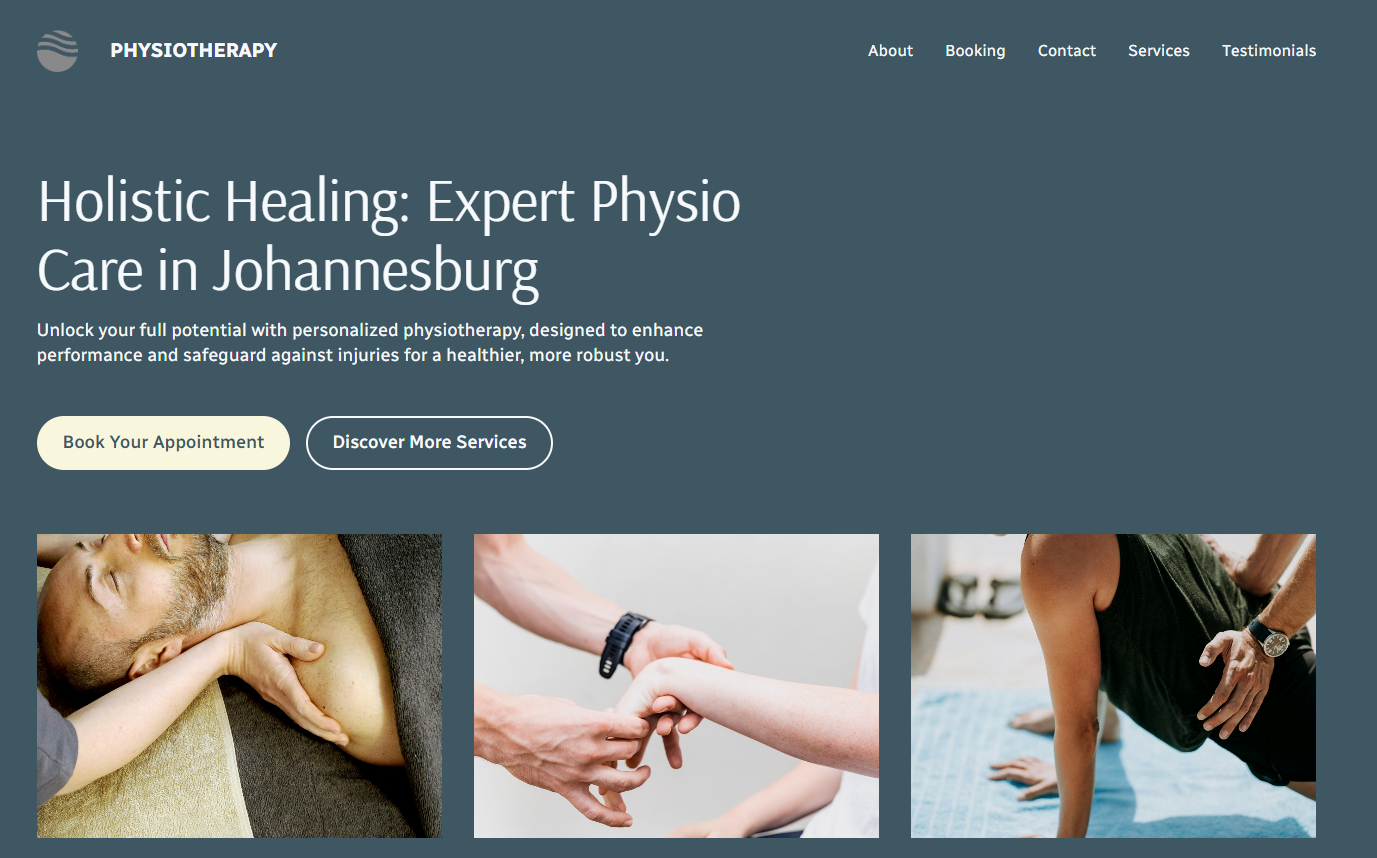 PHYSIOTHERAPY
About Booking Contact Services Testimonials
Holistic Healing: Expert Physio
Care in Johannesburg
Unlock your full potential with personalized physiotherapy, designed to enhance
performance and safeguard against injuries for a healthier, more robust you.
Book Your Appointment
Discover More Services